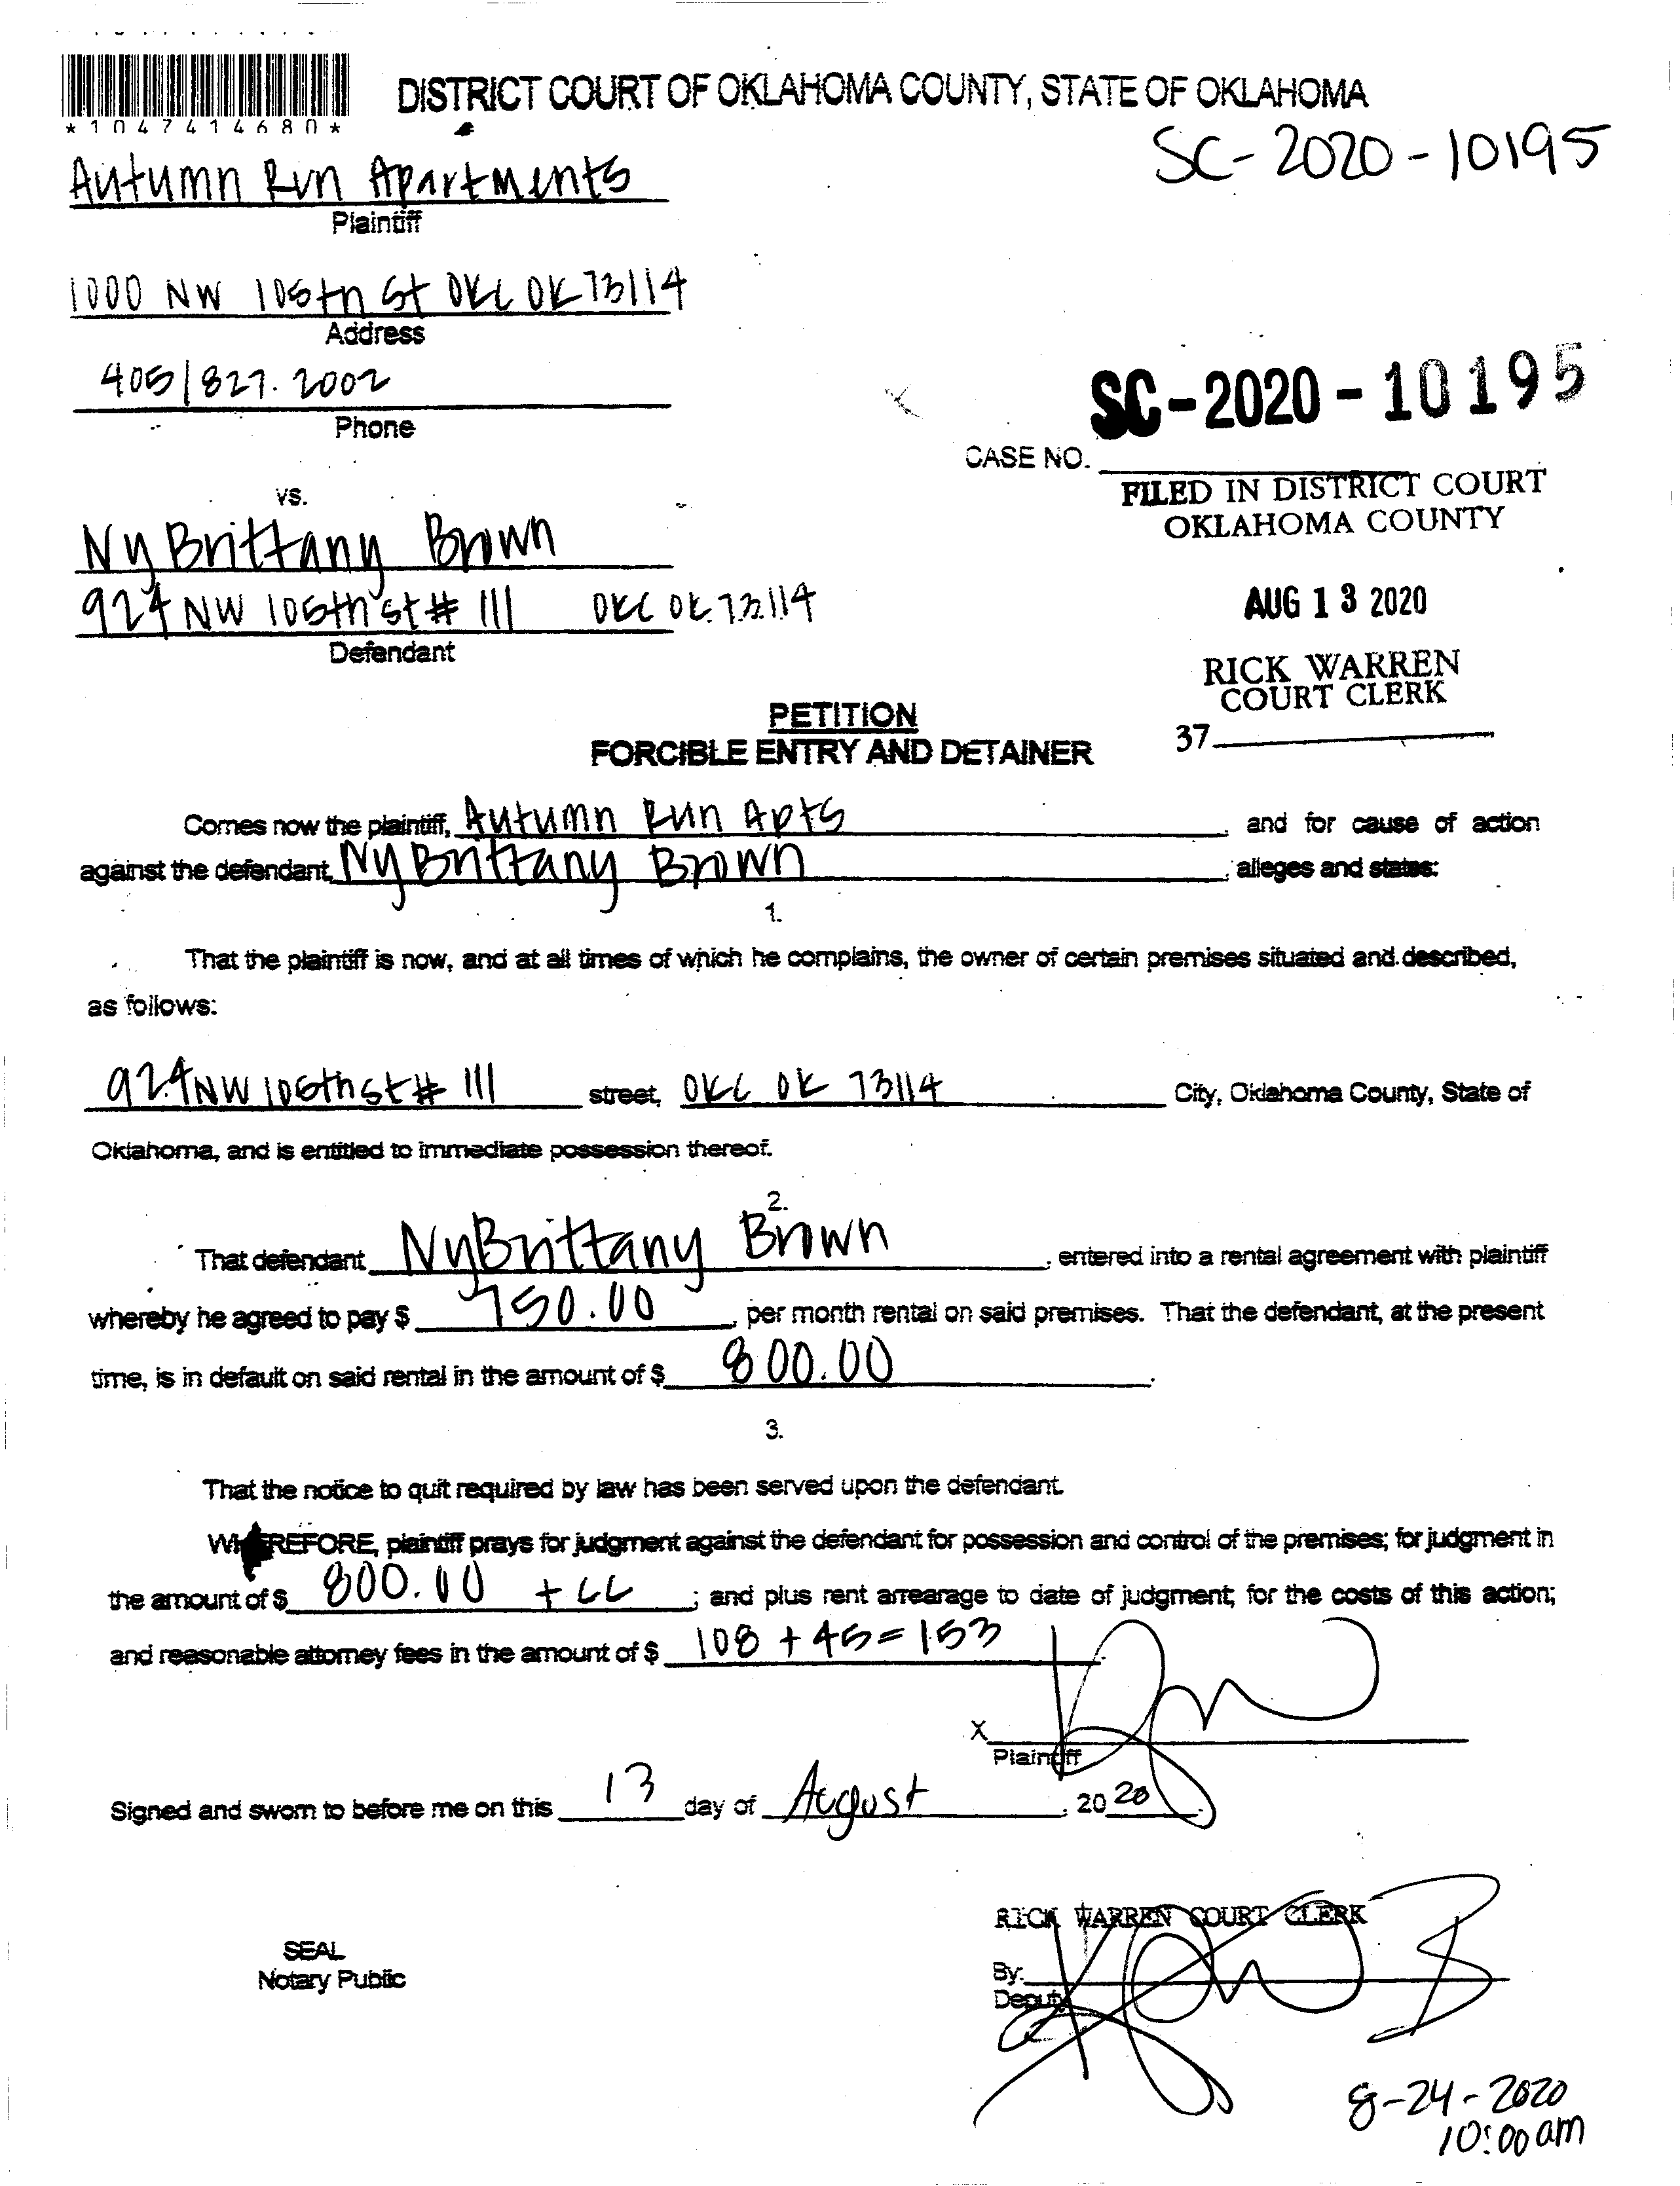 DISTRICT COURT OF OKLAHOMA COUNTY, STATE OF OKLAHOMA
*1047414680*
SC-2020-10195
Autumn Run Apartments
Plaintiff
1000 NW 105th St OKC OK 73114
Address
405/827.2002
Phone
SC-2020-10195
CASE NO.
FILED IN DISTRICT COURT
OKLAHOMA COUNTY
vs.
NyBrittany Brown
924 NW 106th st # 111 OKC OK 73114
Defendant
AUG 13 2020
RICK WARREN
COURT CLERK
37
PETITION
FORCIBLE ENTRY AND DETAINER
Comes now the plaintiff, Autumn Run Apts, and for cause of action
against the defendant, NyBrittany Brown, alleges and states:
1.
That the plaintiff is now, and at all times of which he complains, the owner of certain premises situated and described,
as follows:
924 NW 106th st # 111 street, OKC OK 73114 City, Oklahoma County, State of
Oklahoma, and is entitled to immediate possession thereof.
2.
That defendant NyBrittany Brown, entered into a rental agreement with plaintiff
whereby he agreed to pay $ 750.00, per month rental on said premises. That the defendant, at the present
time, is in default on said rental in the amount of $ 800.00.
3.
That the notice to quit required by law has been served upon the defendant.
WHEREFORE, plaintiff prays for judgment against the defendant for possession and control of the premises; for judgment in
the amount of $ 800.00 + CC; and plus rent arrearage to date of judgment; for the costs of this action;
and reasonable attorney fees in the amount of $ 108 + 45 = 153.
X
Plaintiff
Signed and sworn to before me on this 13 day of August, 2020.
RICK WARREN COURT CLERK
SEAL
Notary Public
By:
Deputy
8-24-2020
10:00 am